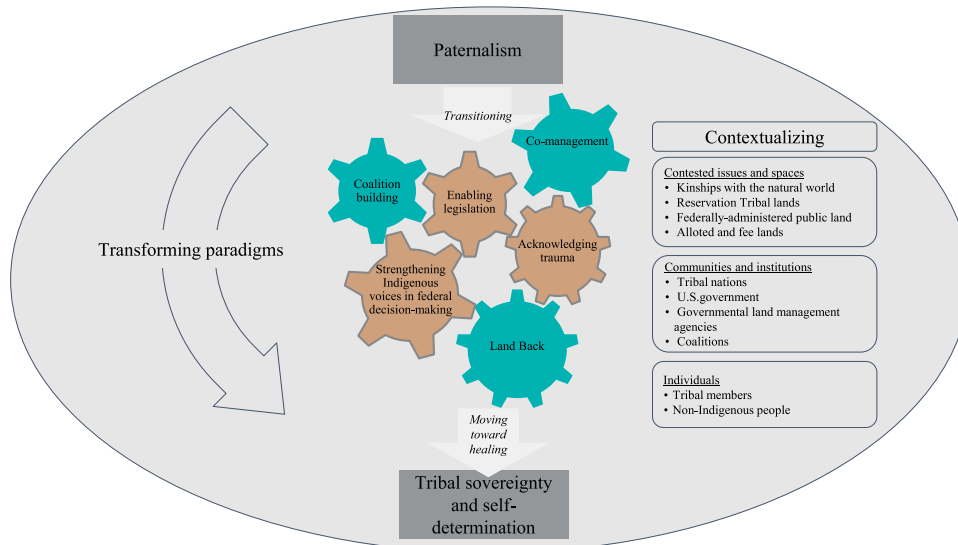 Paternalism
Transitioning
Co-management
Coalition
building
Enabling
legislation
Acknowledging
trauma
Strengthening
Indigenous
voices in federal
decision-making
Land Back
Moving
toward
healing
Tribal sovereignty
and self-
determination
Transforming paradigms
Contextualizing
Contested issues and spaces
• Kinships with the natural world
• Reservation Tribal lands
• Federally-administered public land
• Alloted and fee lands
Communities and institutions
• Tribal nations
• U.S.government
• Governmental land management
agencies
• Coalitions
Individuals
• Tribal members
• Non-Indigenous people